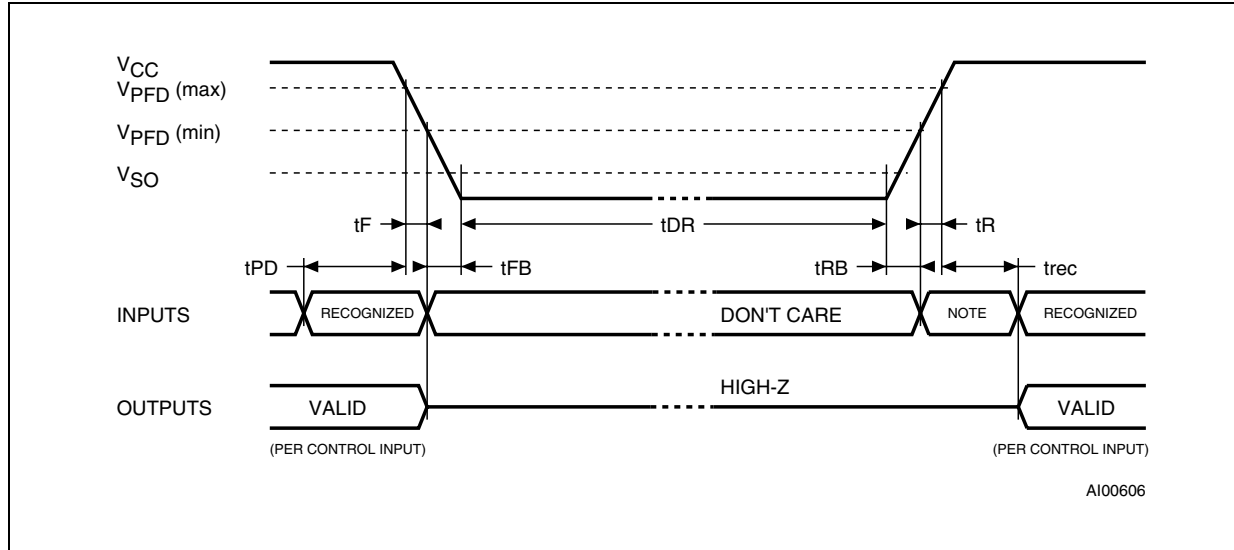 VCC
VPFD (max)
VPFD (min)
VSO
tF
tDR
tR
tPD
tFB
tRB
trec
INPUTS
RECOGNIZED
DON'T CARE
NOTE
RECOGNIZED
HIGH-Z
OUTPUTS
VALID
VALID
(PER CONTROL INPUT)
(PER CONTROL INPUT)
AI00606